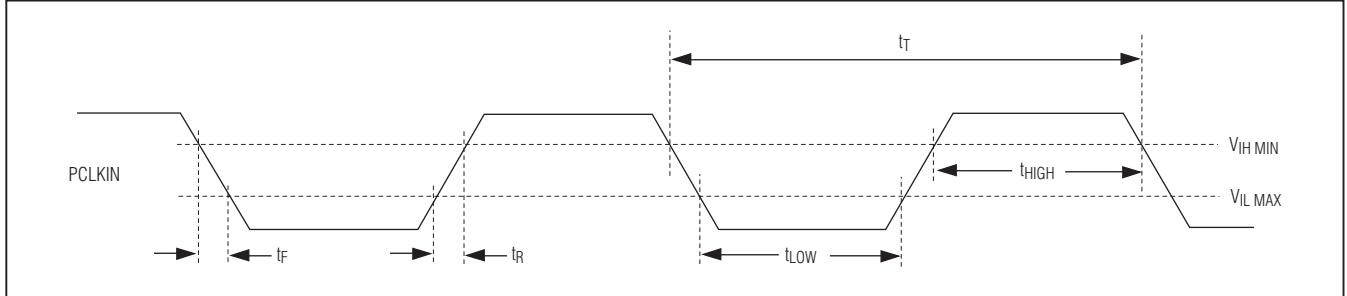 tT
VIH MIN
PCLKIN
tHIGH
VIL MAX
tF
tR
tLOW